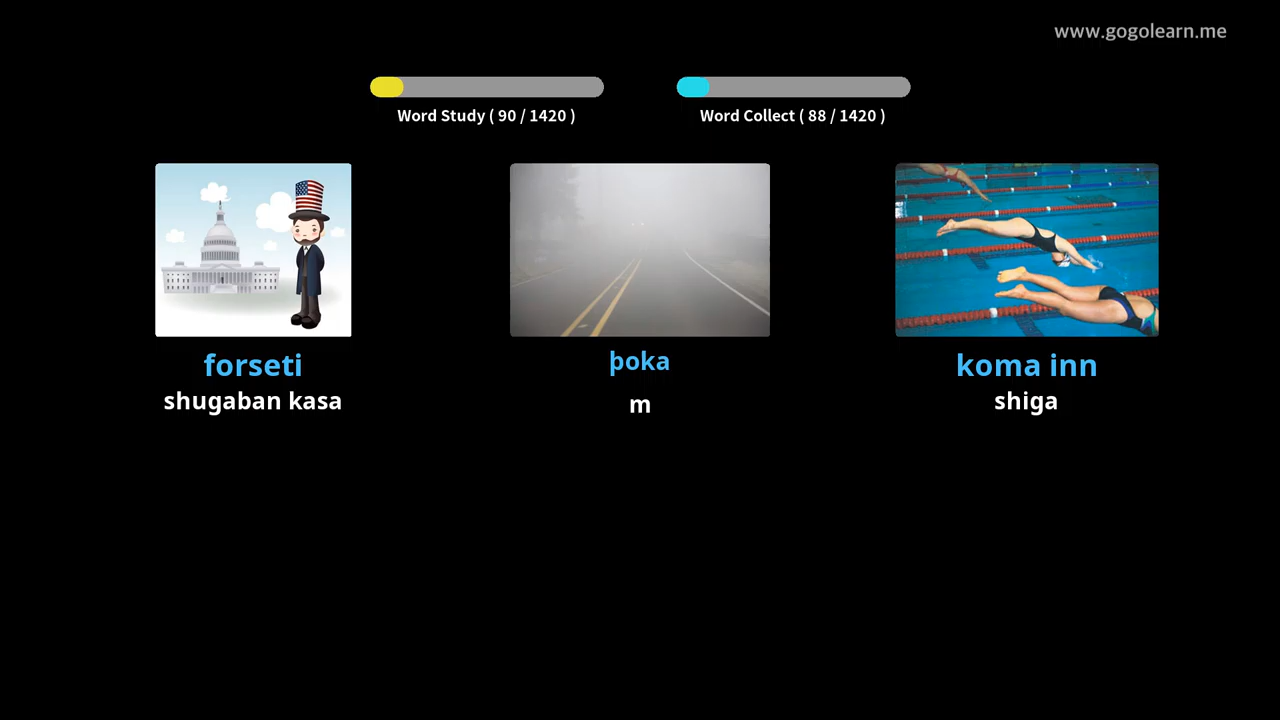 www.gogolearn.me
Word Study ( 90 / 1420 )
Word Collect ( 88 / 1420 )
forseti
þoka
koma inn
shugaban kasa
m
shiga